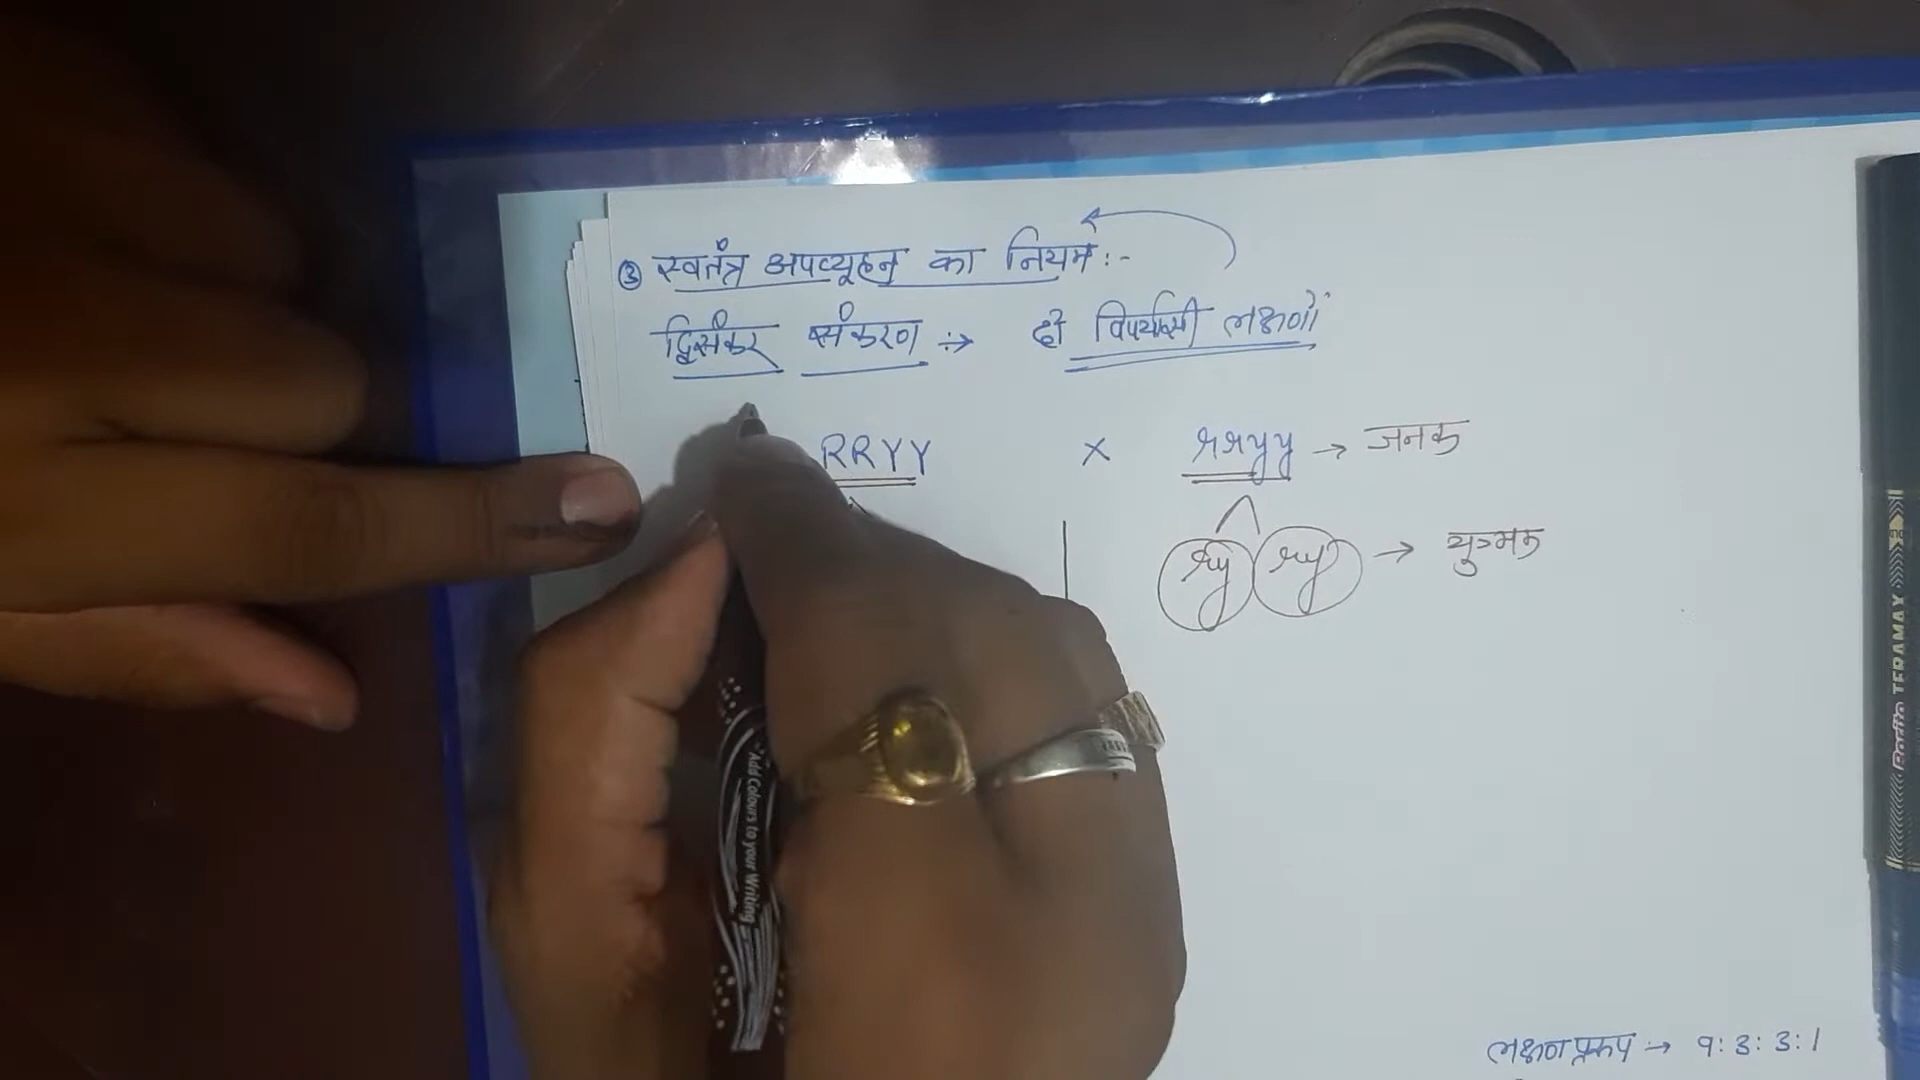 ③ स्वतंत्र अपव्यूहन का नियम :-
द्विसंकर संकरण ÷→ दो विपर्यासी लक्षणों
RRYY × rryy → जनक
ry ry → युग्मक
लक्षण प्ररूप → 9:3:3:1
Add Colours to your Writing
TERAMAX